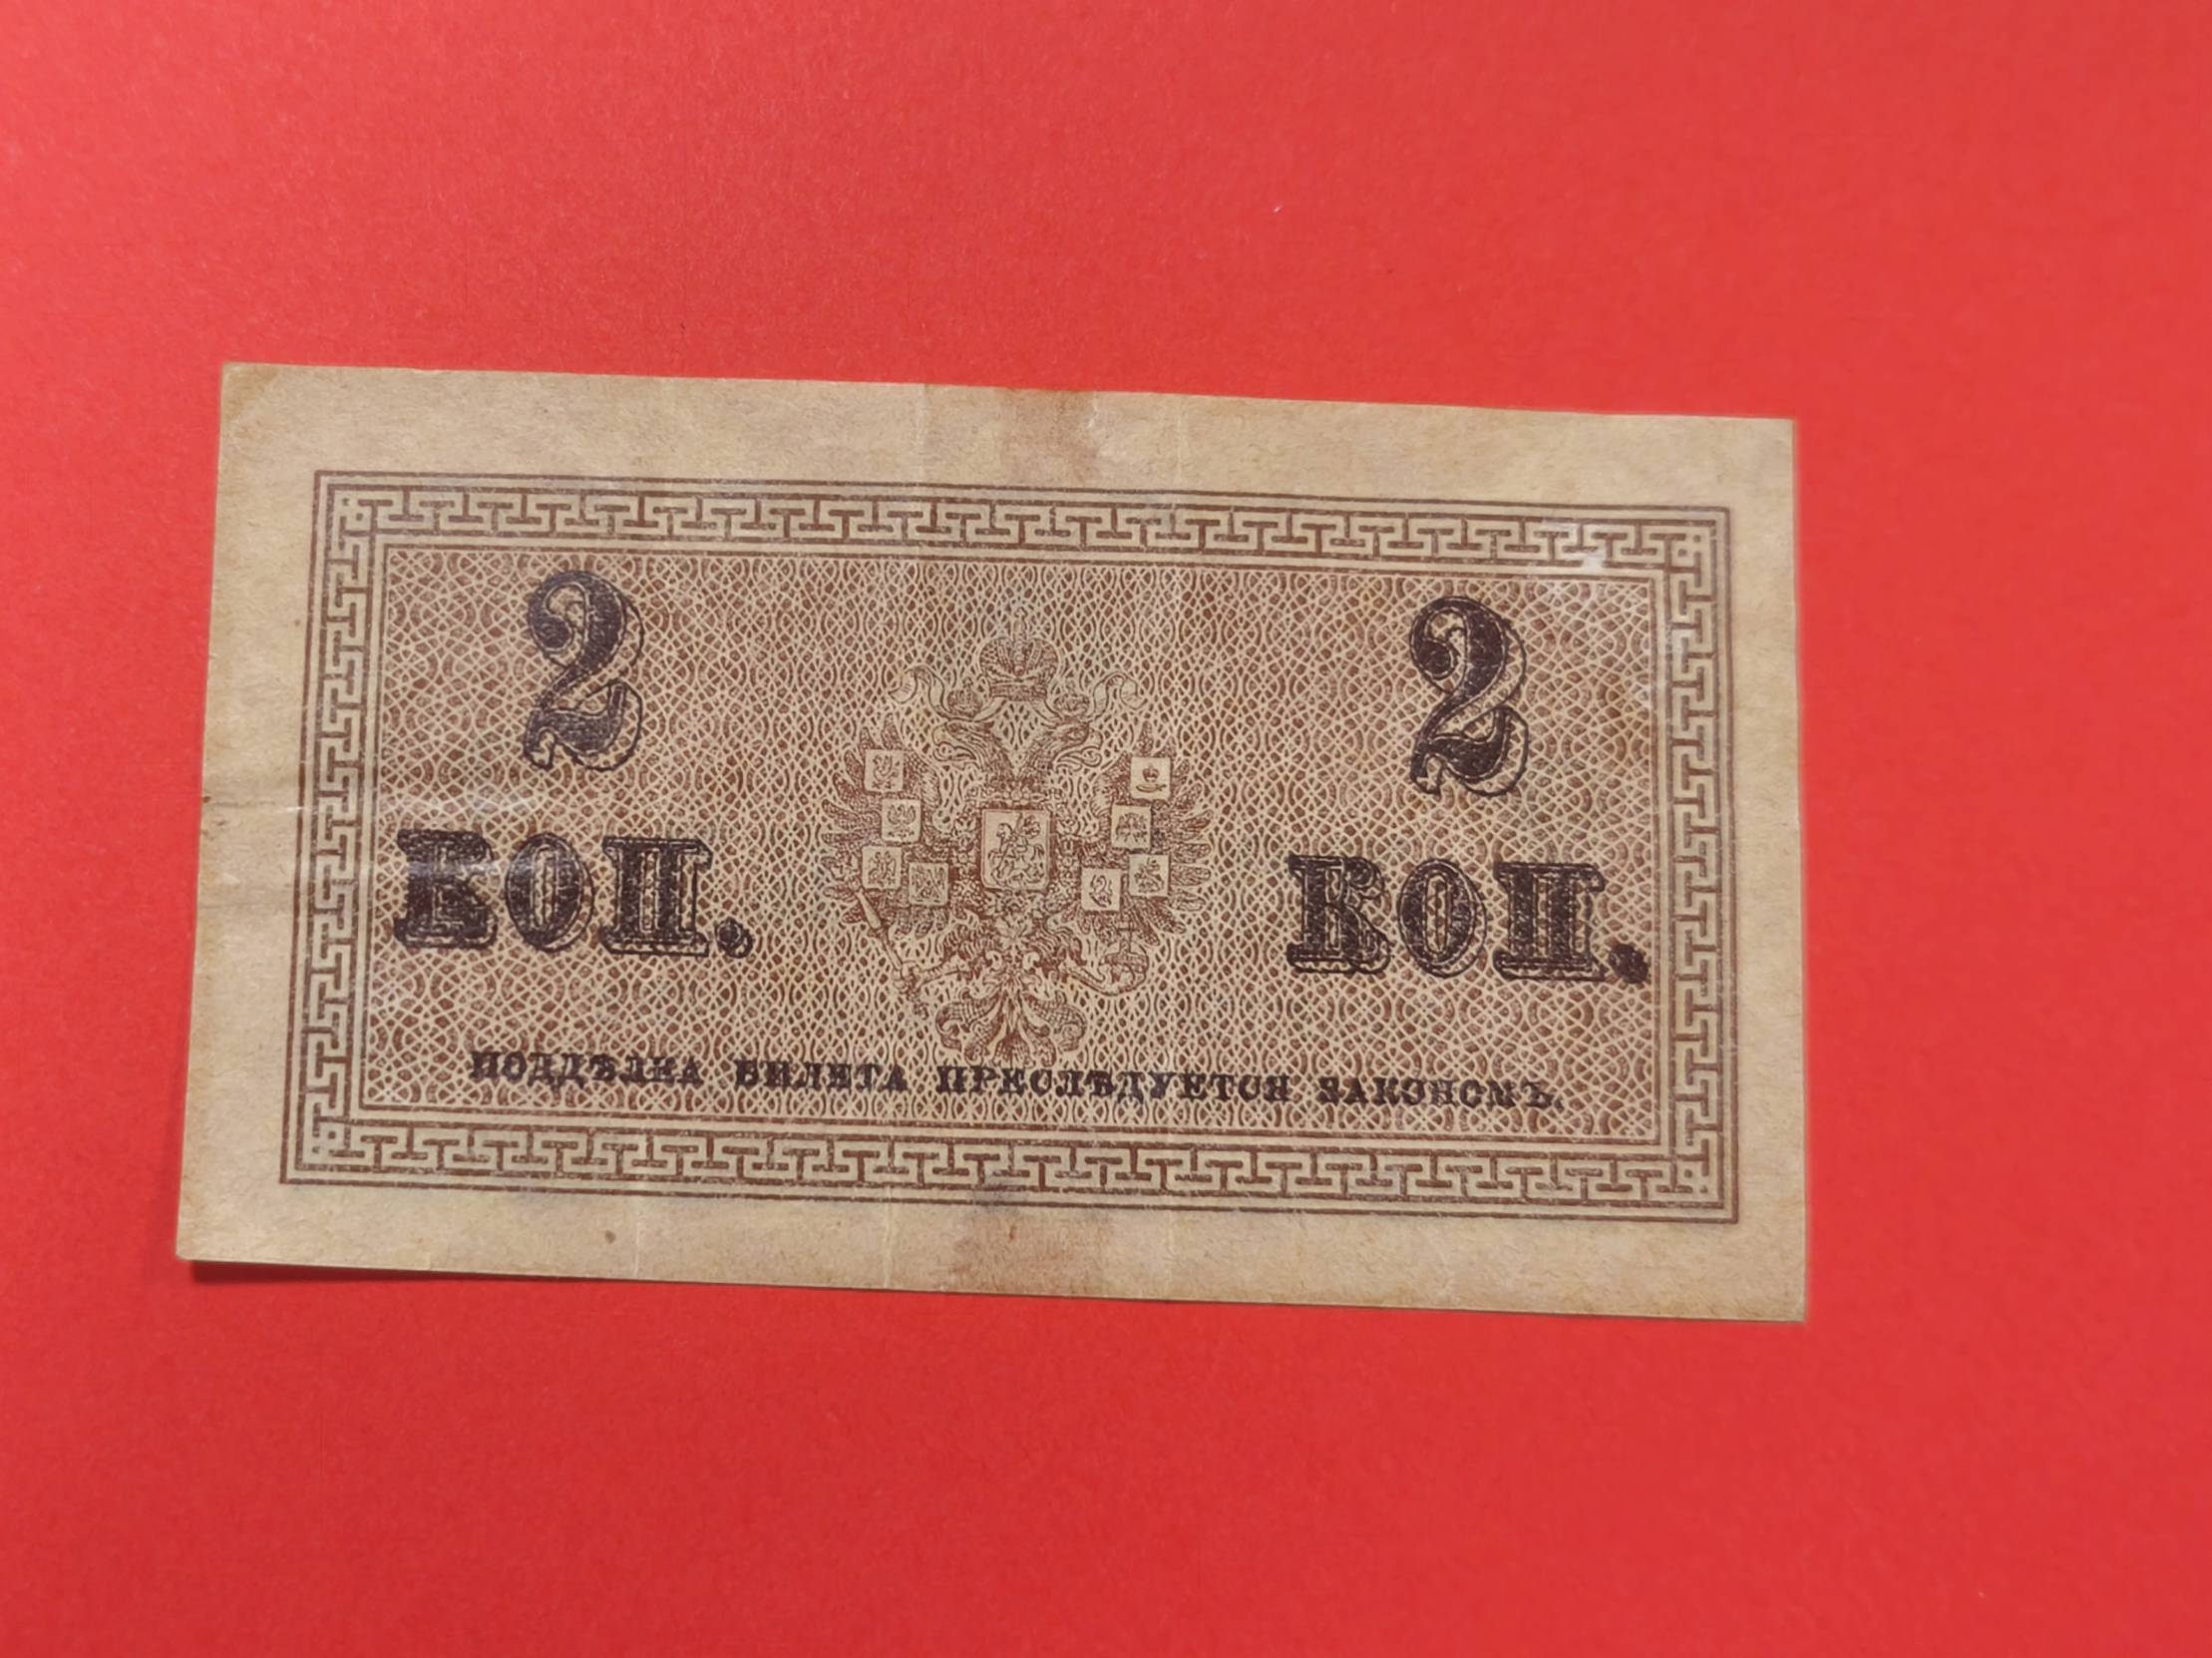 2 2
КОП. КОП.
ПОДДѢЛКА БИЛЕТА ПРЕСЛѢДУЕТСЯ ЗАКОНОМЪ.